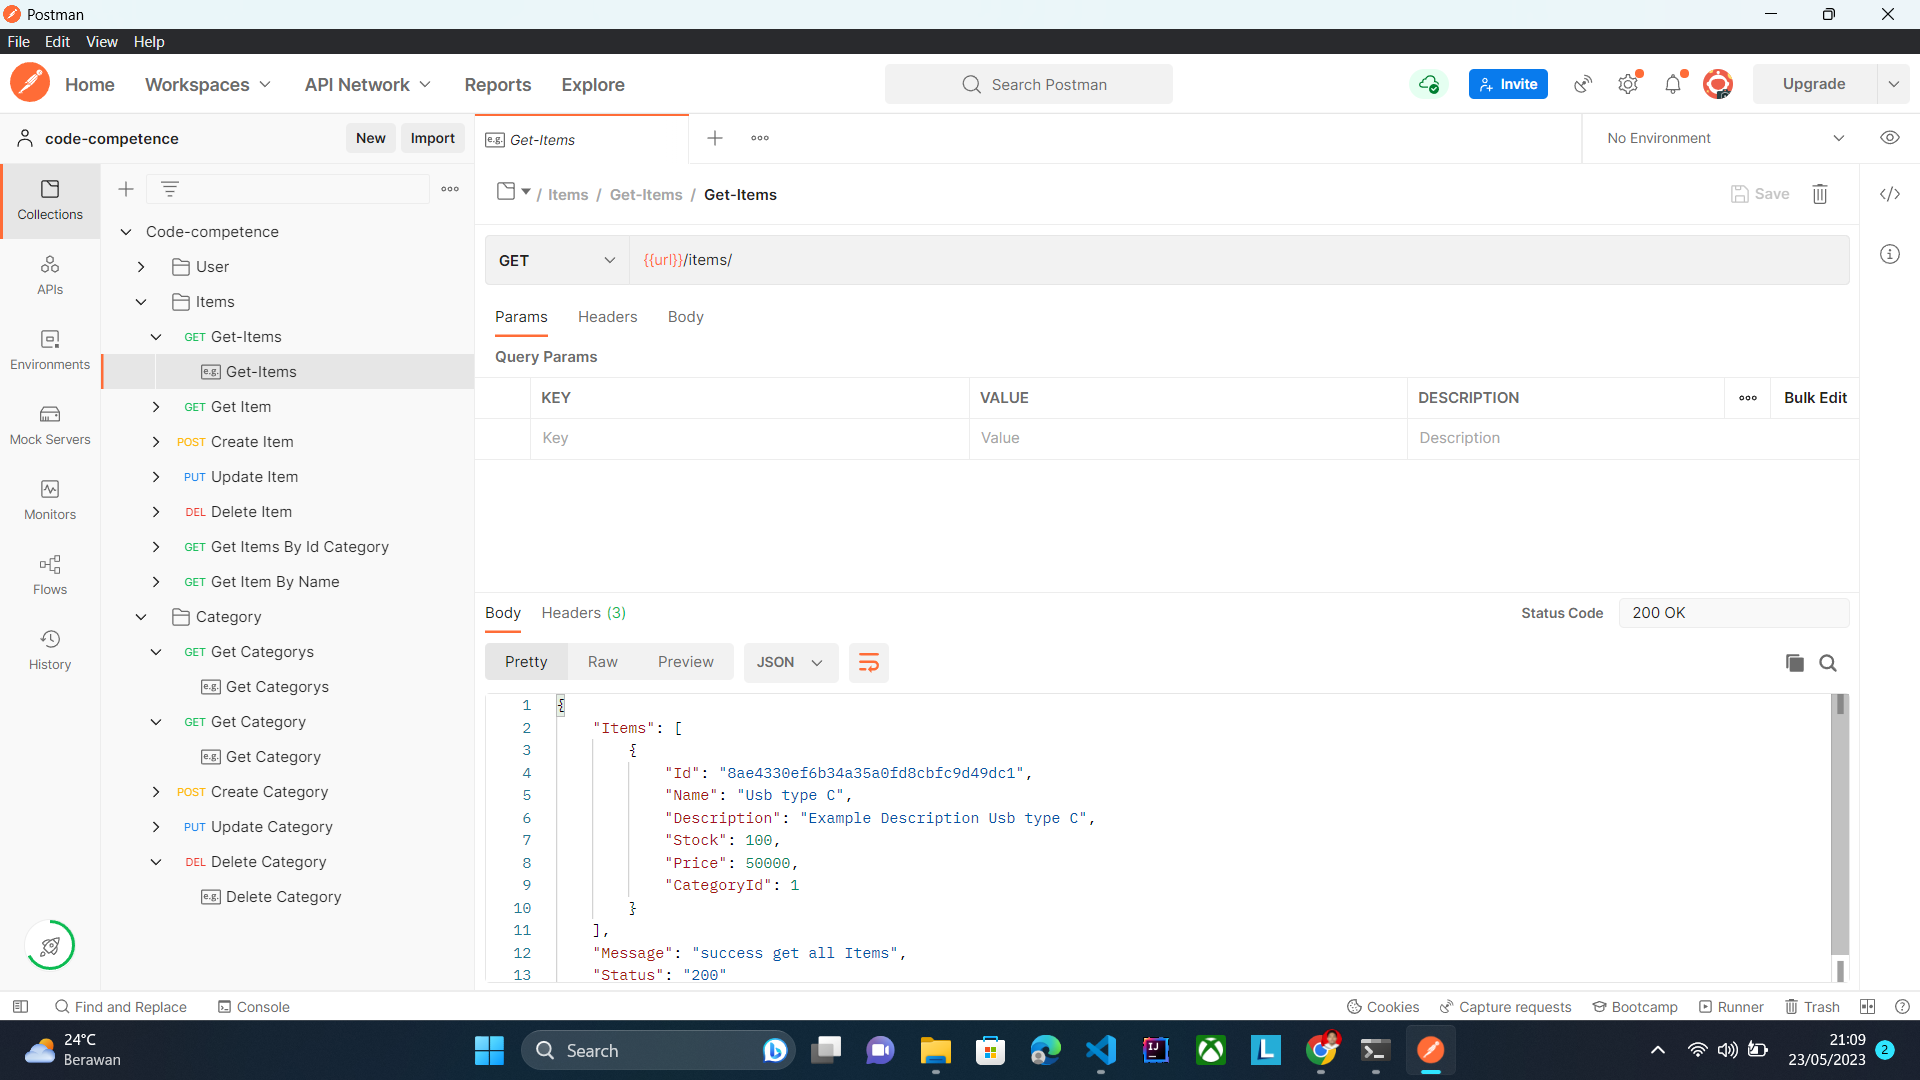 Postman
File Edit View Help
Home Workspaces API Network Reports Explore Search Postman Invite Upgrade
code-competence New Import
e.g. Get-Items
No Environment
Collections
APIs
Environments
Mock Servers
Monitors
Flows
History
Code-competence
User
Items
GET Get-Items
e.g. Get-Items
GET Get Item
POST Create Item
PUT Update Item
DEL Delete Item
GET Get Items By Id Category
GET Get Item By Name
Category
GET Get Categorys
e.g. Get Categorys
GET Get Category
e.g. Get Category
POST Create Category
PUT Update Category
DEL Delete Category
e.g. Delete Category
/ Items / Get-Items / Get-Items
Save
GET {{url}}/items/
Params Headers Body
Query Params
KEY VALUE DESCRIPTION Bulk Edit
Key Value Description
Body Headers (3) Status Code 200 OK
Pretty Raw Preview JSON
1 {
2 "Items": [
3 {
4 "Id": "8ae4330ef6b34a35a0fd8cbfc9d49dc1",
5 "Name": "Usb type C",
6 "Description": "Example Description Usb type C",
7 "Stock": 100,
8 "Price": 50000,
9 "CategoryId": 1
10 }
11 ],
12 "Message": "success get all Items",
13 "Status": "200"
Find and Replace Console Cookies Capture requests Bootcamp Runner Trash
24°C
Berawan
Search
IJ
L
21:09
23/05/2023
2